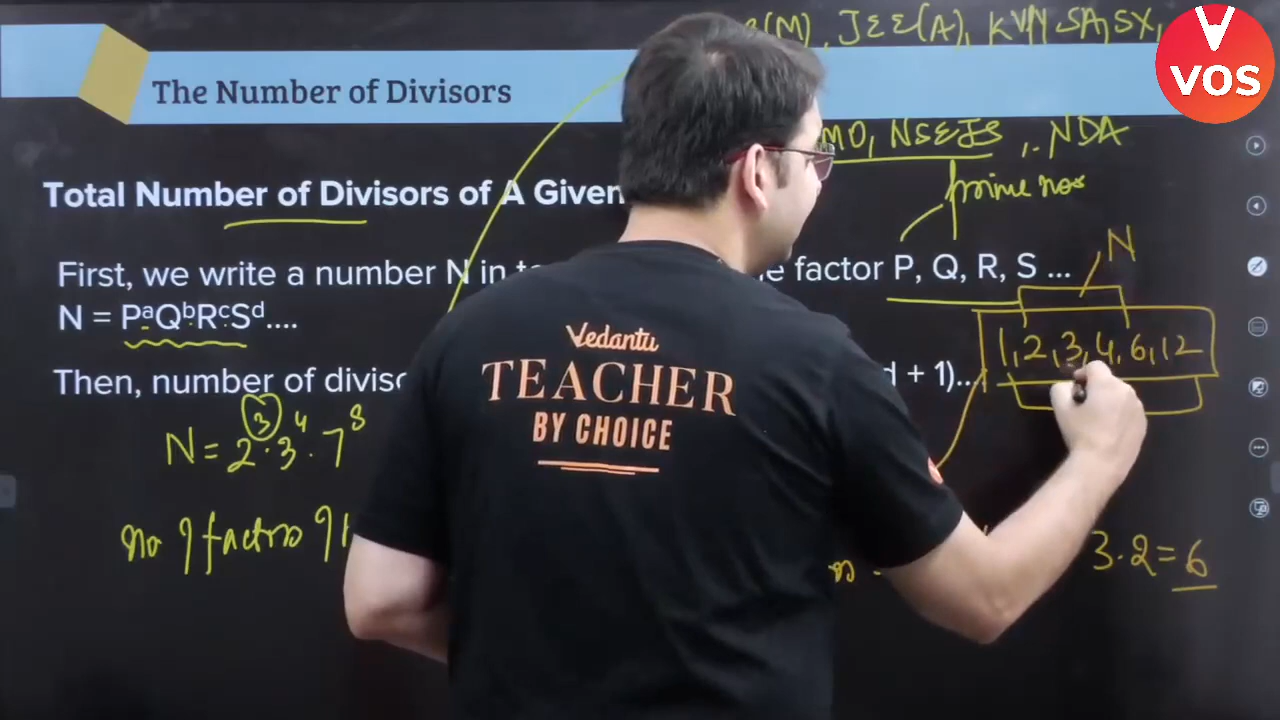 (M), JEE(A), KVPY, SA, SX,
V
VOS
The Number of Divisors
MO, NSEJS, .. NDA
prime nos
Total Number of Divisors of A Given
N
First, we write a number N in
e factor P, Q, R, S ...
N = PᵃQᵇRᶜSᵈ....
1, 2, 3, 4, 6, 12
Then, number of diviso
d + 1)...
Vedantu
TEACHER
BY CHOICE
N = 2³ · 3⁴ · 7⁸
no of factors of
3 · 2 = 6